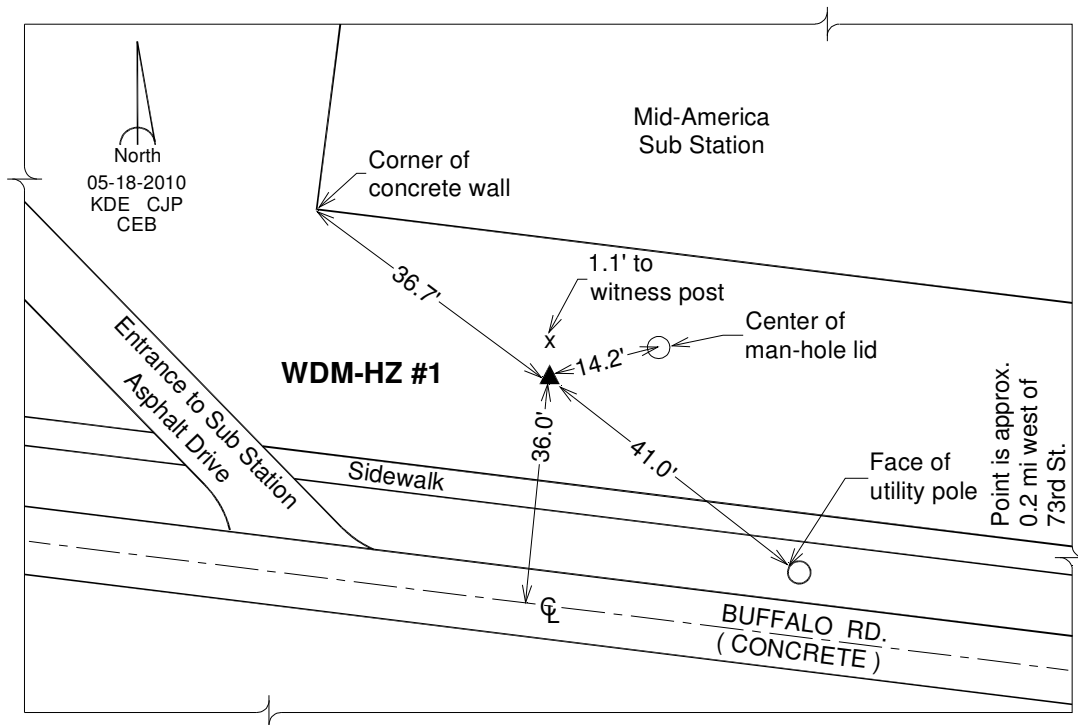 Mid-America
Sub Station
North
05-18-2010
KDE CJP
CEB
Corner of
concrete wall
36.7'
1.1' to
witness post
x
Center of
man-hole lid
14.2'
WDM-HZ #1
Entrance to Sub Station
Asphalt Drive
36.0'
41.0'
Sidewalk
Face of
utility pole
Point is approx.
0.2 mi west of
73rd St.
℄
BUFFALO RD.
( CONCRETE )